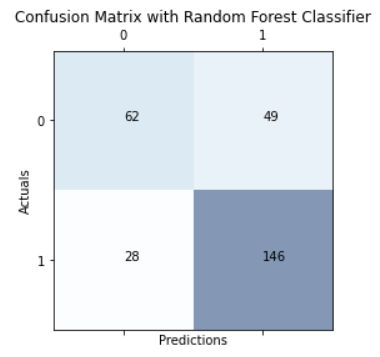 Confusion Matrix with Random Forest Classifier
0 1
0 62 49
Actuals
1 28 146
Predictions